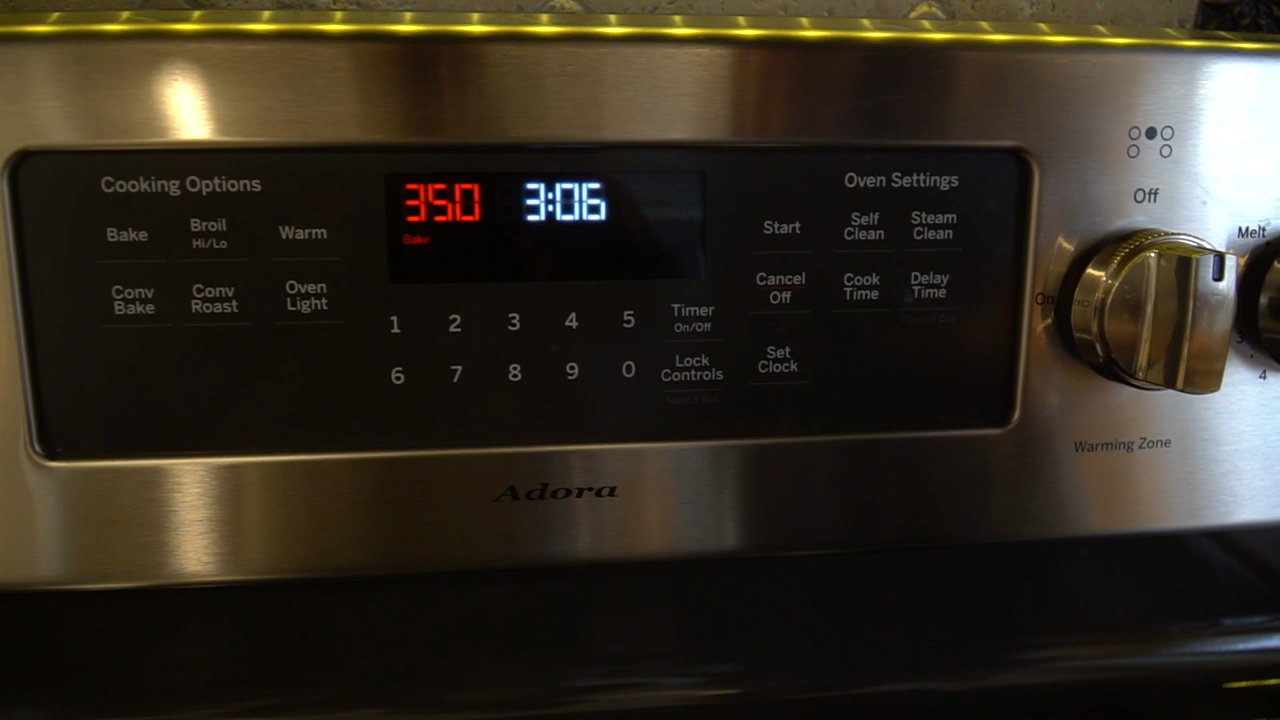 Cooking Options
Bake
Broil
Hi/Lo
Warm
Conv
Bake
Conv
Roast
Oven
Light
350
3:06
Bake
1 2 3 4 5
6 7 8 9 0
Timer
On/Off
Lock
Controls
Oven Settings
Start
Self
Clean
Steam
Clean
Cancel
Off
Cook
Time
Delay
Time
Set
Clock
Adora
Off
On
Warming Zone
Melt
3
4